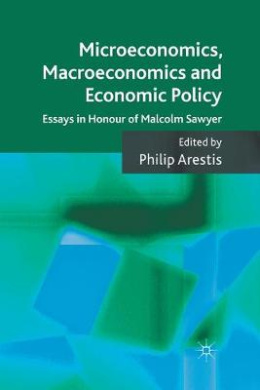 Microeconomics,
Macroeconomics and
Economic Policy
Essays in Honour of Malcolm Sawyer
Edited by
Philip Arestis